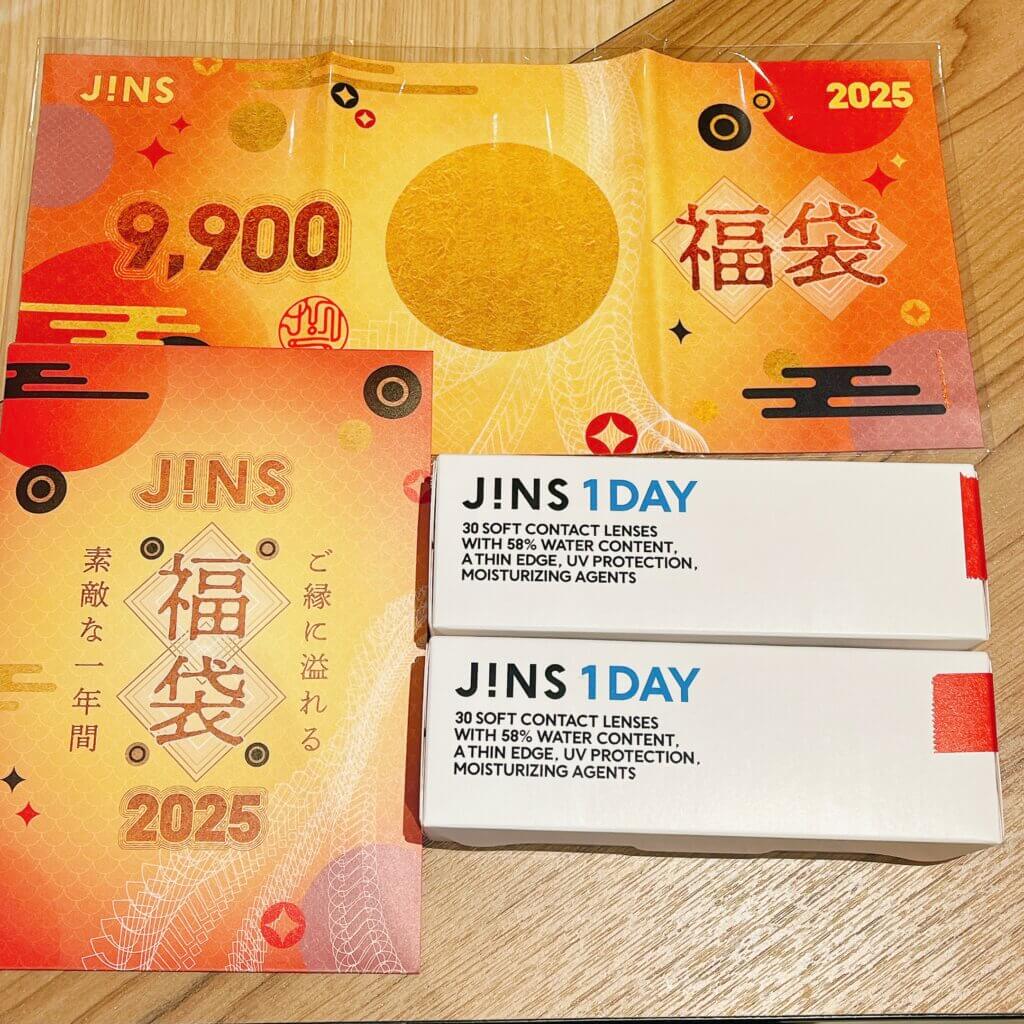 J!NS
2025
9,900
福袋
J!NS
ご縁に溢れる
福袋
素敵な一年間
2025
J!NS 1DAY
30 SOFT CONTACT LENSES
WITH 58% WATER CONTENT,
A THIN EDGE, UV PROTECTION,
MOISTURIZING AGENTS
J!NS 1DAY
30 SOFT CONTACT LENSES
WITH 58% WATER CONTENT,
A THIN EDGE, UV PROTECTION,
MOISTURIZING AGENTS